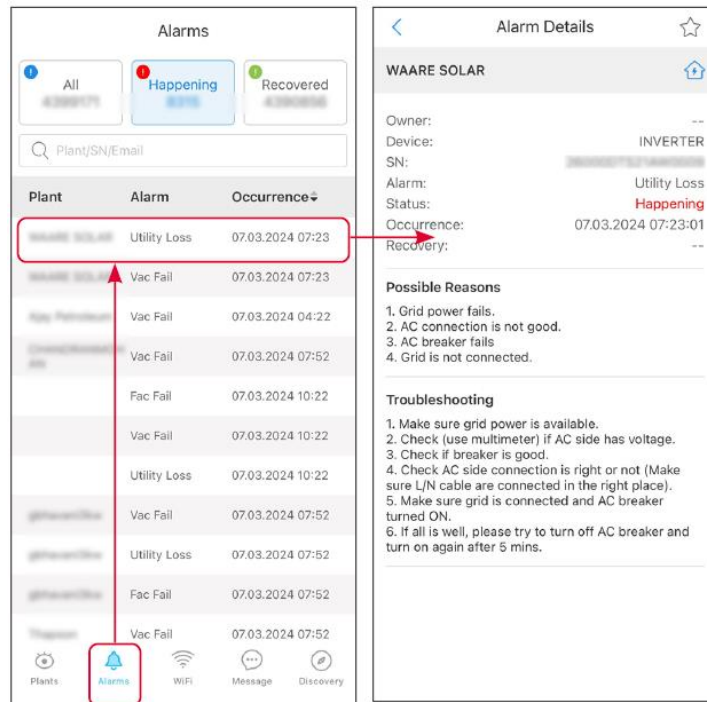 Alarms
All
Happening
Recovered
Plant/SN/Email
Plant Alarm Occurrence
Utility Loss 07.03.2024 07:23
Vac Fail 07.03.2024 07:23
Vac Fail 07.03.2024 04:22
Vac Fail 07.03.2024 07:52
Fac Fail 07.03.2024 10:22
Vac Fail 07.03.2024 10:22
Utility Loss 07.03.2024 10:22
Vac Fail 07.03.2024 07:52
Utility Loss 07.03.2024 07:52
Fac Fail 07.03.2024 07:52
Vac Fail 07.03.2024 07:52
Plants Alarms WiFi Message Discovery
Alarm Details
WAARE SOLAR
Owner: --
Device: INVERTER
SN:
Alarm: Utility Loss
Status: Happening
Occurrence: 07.03.2024 07:23:01
Recovery: --
Possible Reasons
1. Grid power fails.
2. AC connection is not good.
3. AC breaker fails
4. Grid is not connected.
Troubleshooting
1. Make sure grid power is available.
2. Check (use multimeter) if AC side has voltage.
3. Check if breaker is good.
4. Check AC side connection is right or not (Make
sure L/N cable are connected in the right place).
5. Make sure grid is connected and AC breaker
turned ON.
6. If all is well, please try to turn off AC breaker and
turn on again after 5 mins.